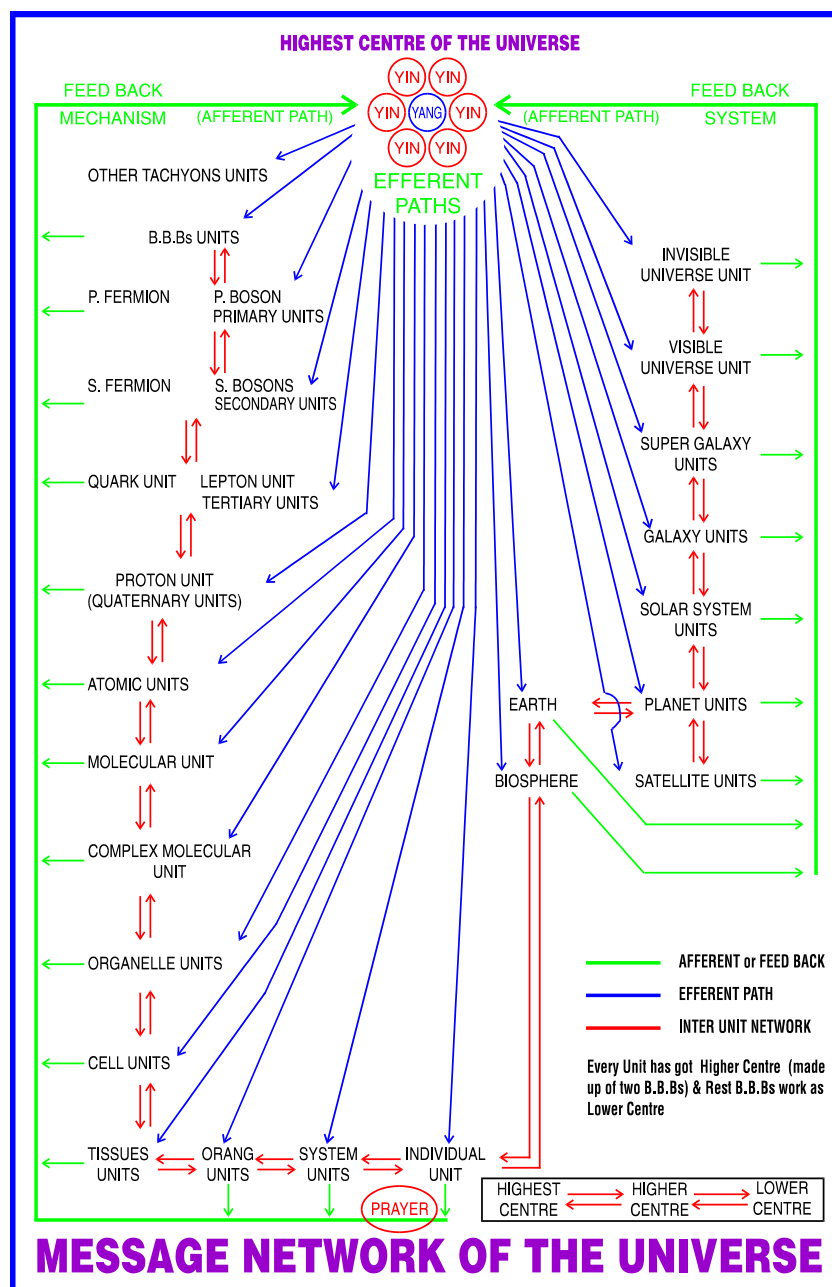 HIGHEST CENTRE OF THE UNIVERSE
YIN YIN
YIN YANG YIN
YIN YIN
FEED BACK
MECHANISM (AFFERENT PATH)
FEED BACK
(AFFERENT PATH) SYSTEM
EFFERENT
PATHS
OTHER TACHYONS UNITS
B.B.Bs UNITS
P. FERMION P. BOSON
PRIMARY UNITS
S. FERMION S. BOSONS
SECONDARY UNITS
QUARK UNIT LEPTON UNIT
TERTIARY UNITS
PROTON UNIT
(QUATERNARY UNITS)
ATOMIC UNITS
MOLECULAR UNIT
COMPLEX MOLECULAR
UNIT
ORGANELLE UNITS
CELL UNITS
TISSUES
UNITS
ORANG
UNITS
SYSTEM
UNITS
INDIVIDUAL
UNIT
PRAYER
INVISIBLE
UNIVERSE UNIT
VISIBLE
UNIVERSE UNIT
SUPER GALAXY
UNITS
GALAXY UNITS
SOLAR SYSTEM
UNITS
EARTH
PLANET UNITS
BIOSPHERE
SATELLITE UNITS
AFFERENT or FEED BACK
EFFERENT PATH
INTER UNIT NETWORK
Every Unit has got Higher Centre (made
up of two B.B.Bs) & Rest B.B.Bs work as
Lower Centre
HIGHEST
CENTRE
HIGHER
CENTRE
LOWER
CENTRE
MESSAGE NETWORK OF THE UNIVERSE